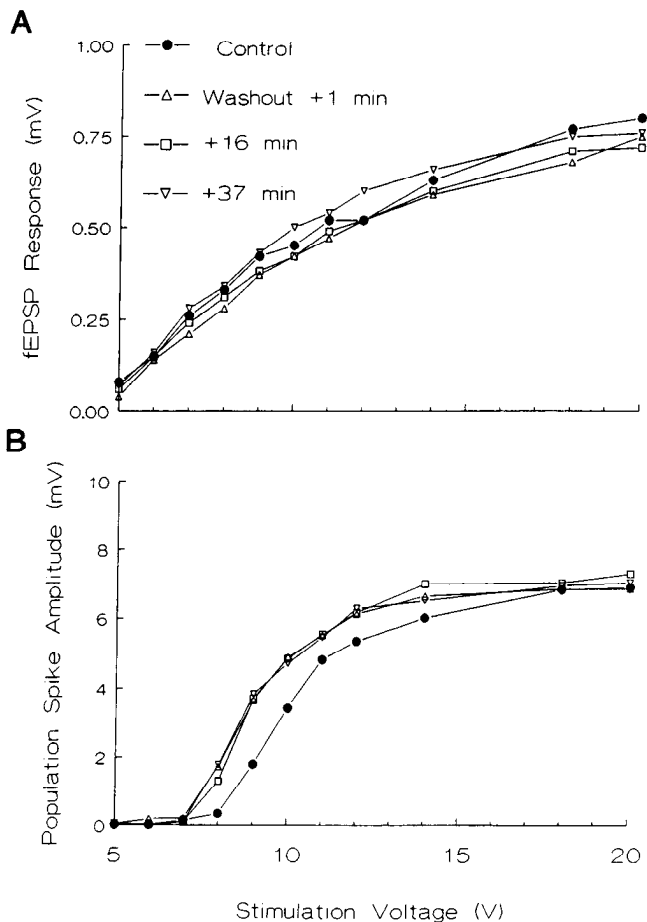 A
1.00
Control
Washout +1 min
0.75
+16 min
+37 min
0.50
0.25
0.00
fEPSP Response (mV)
B
10
8
6
4
2
0
Population Spike Amplitude (mV)
5
10
15
20
Stimulation Voltage (V)